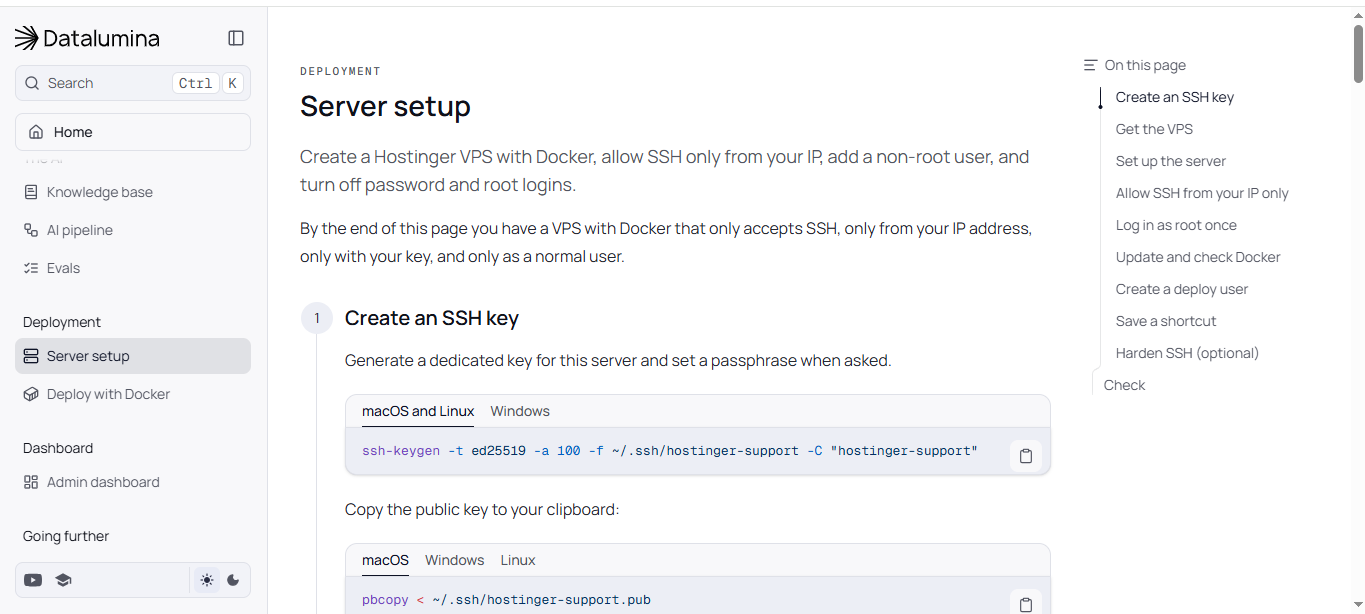 Datalumina
Search Ctrl K
Home
Knowledge base
AI pipeline
Evals
Deployment
Server setup
Deploy with Docker
Dashboard
Admin dashboard
Going further
DEPLOYMENT
Server setup
Create a Hostinger VPS with Docker, allow SSH only from your IP, add a non-root user, and
turn off password and root logins.
By the end of this page you have a VPS with Docker that only accepts SSH, only from your IP address,
only with your key, and only as a normal user.
1 Create an SSH key
Generate a dedicated key for this server and set a passphrase when asked.
macOS and Linux Windows
ssh-keygen -t ed25519 -a 100 -f ~/.ssh/hostinger-support -C "hostinger-support"
Copy the public key to your clipboard:
macOS Windows Linux
pbcopy < ~/.ssh/hostinger-support.pub
On this page
Create an SSH key
Get the VPS
Set up the server
Allow SSH from your IP only
Log in as root once
Update and check Docker
Create a deploy user
Save a shortcut
Harden SSH (optional)
Check